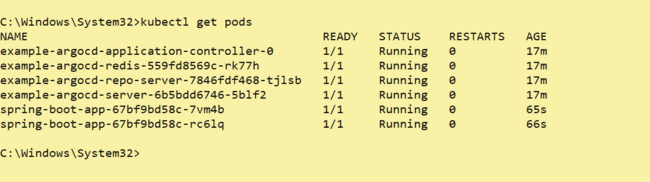 C:\Windows\System32>kubectl get pods
NAME READY STATUS RESTARTS AGE
example-argocd-application-controller-0 1/1 Running 0 17m
example-argocd-redis-559fd8569c-rk77h 1/1 Running 0 17m
example-argocd-repo-server-7846fdf468-tjlsb 1/1 Running 0 17m
example-argocd-server-6b5bdd6746-5blf2 1/1 Running 0 17m
spring-boot-app-67bf9bd58c-7vm4b 1/1 Running 0 65s
spring-boot-app-67bf9bd58c-rc6lq 1/1 Running 0 66s
C:\Windows\System32>